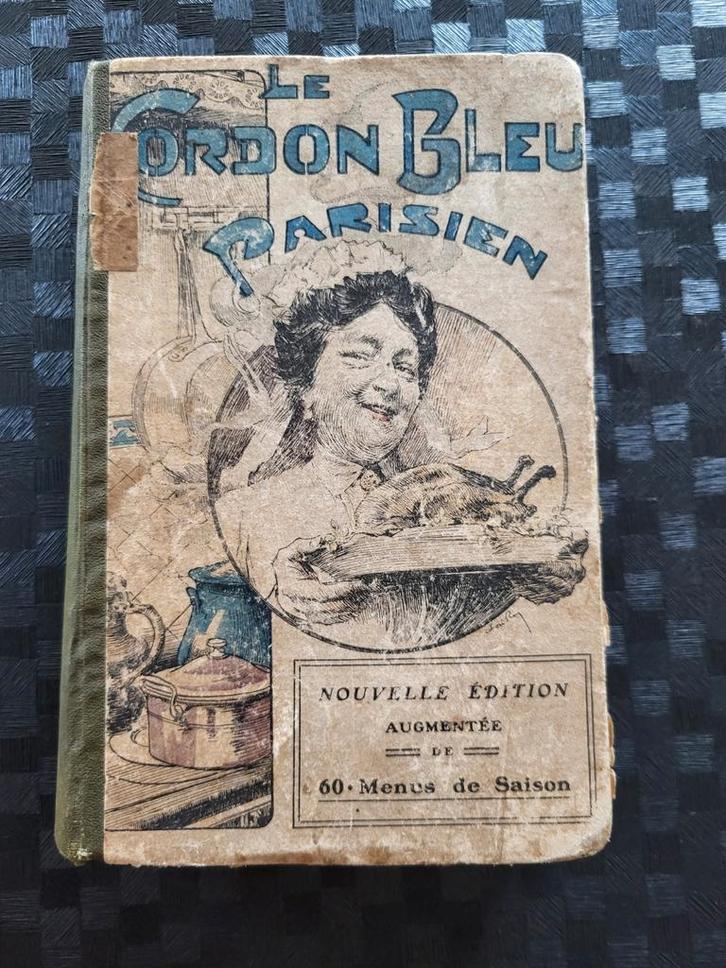 LE
CORDON BLEU
PARISIEN
NOUVELLE ÉDITION
AUGMENTÉE
DE
60 · Menus de Saison